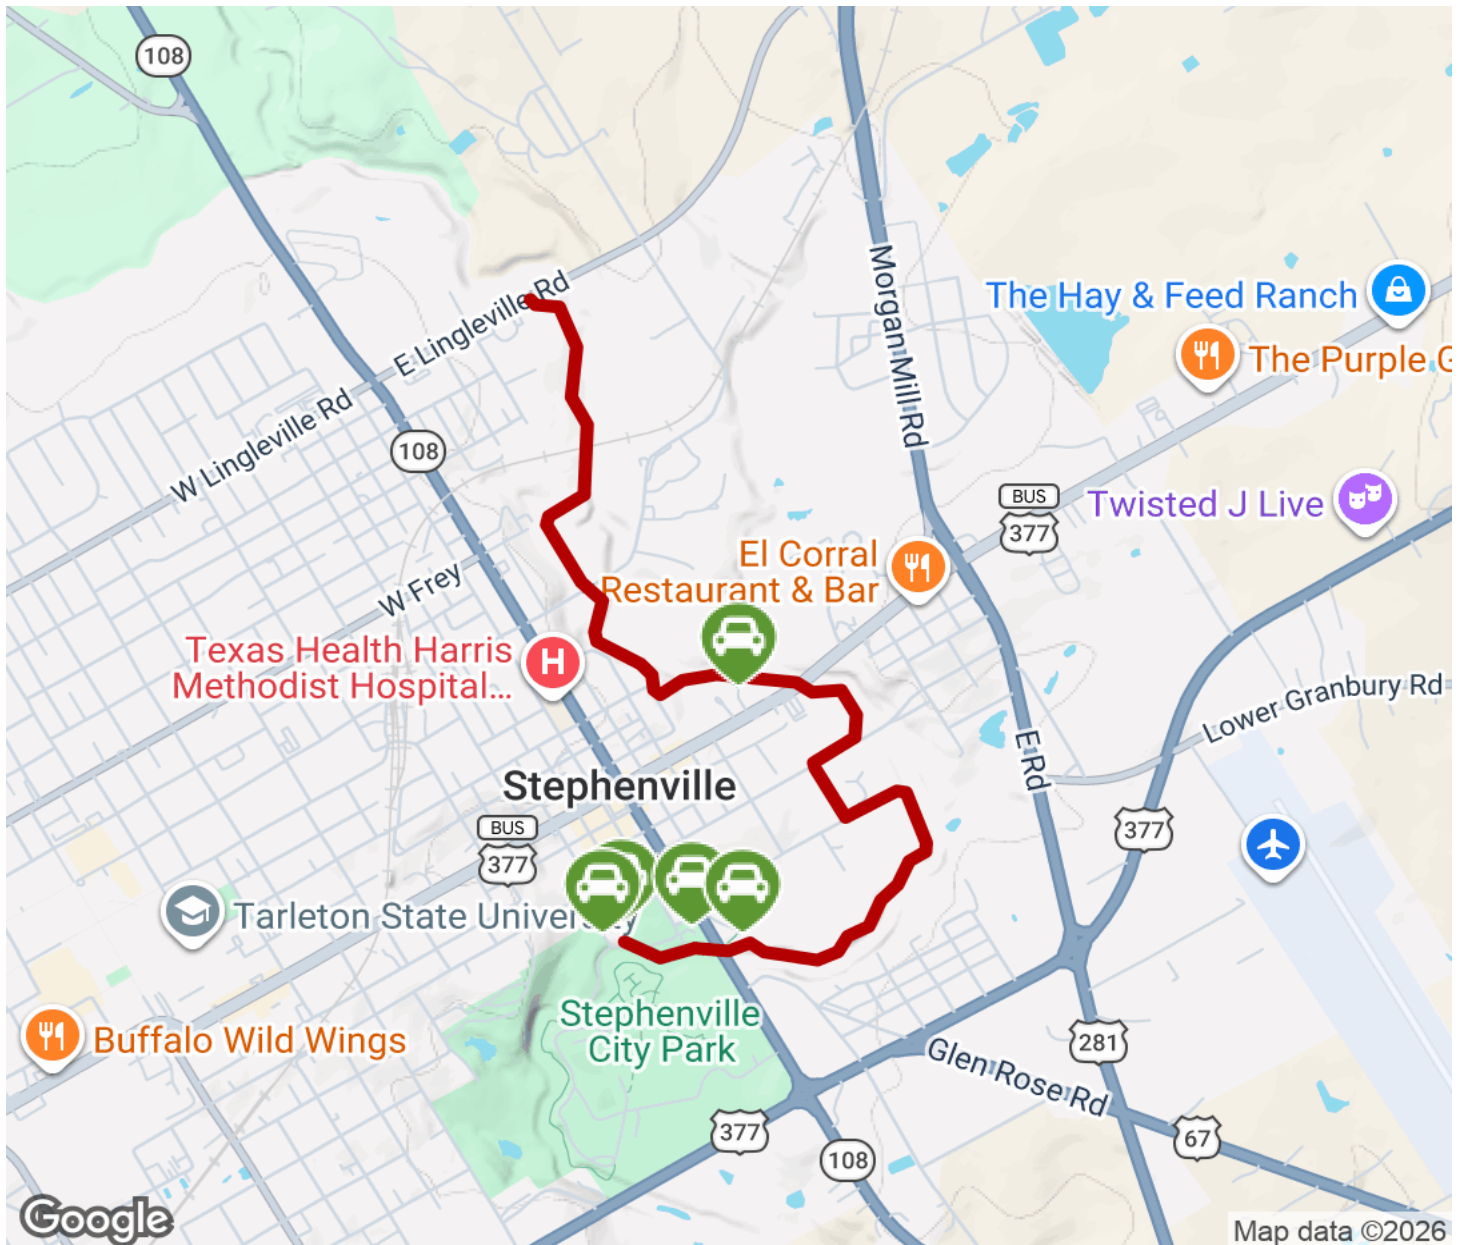 108
E Lingleville Rd
W Lingleville Rd
108
Morgan Mill Rd
The Hay & Feed Ranch
The Purple G
BUS
377
Twisted J Live
El Corral
Restaurant & Bar
W Frey
Texas Health Harris
Methodist Hospital...
Lower Granbury Rd
E Rd
Stephenville
BUS
377
377
Tarleton State University
Stephenville
City Park
Buffalo Wild Wings
281
Glen Rose Rd
377
67
108
Google
Map data ©2026